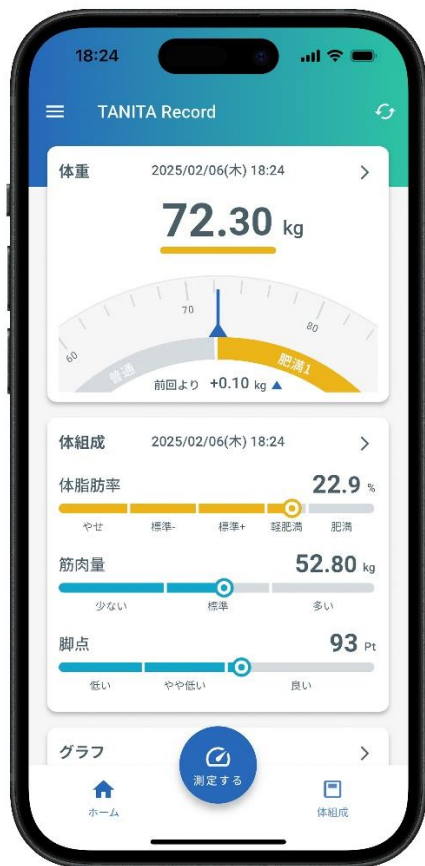 18:24
TANITA Record
体重 2025/02/06(木) 18:24
72.30 kg
60 70 80
普通 肥満1
前回より +0.10 kg ▲
体組成 2025/02/06(木) 18:24
体脂肪率 22.9 %
やせ 標準- 標準+ 軽肥満 肥満
筋肉量 52.80 kg
少ない 標準 多い
脚点 93 Pt
低い やや低い 良い
グラフ
測定する
ホーム 体組成